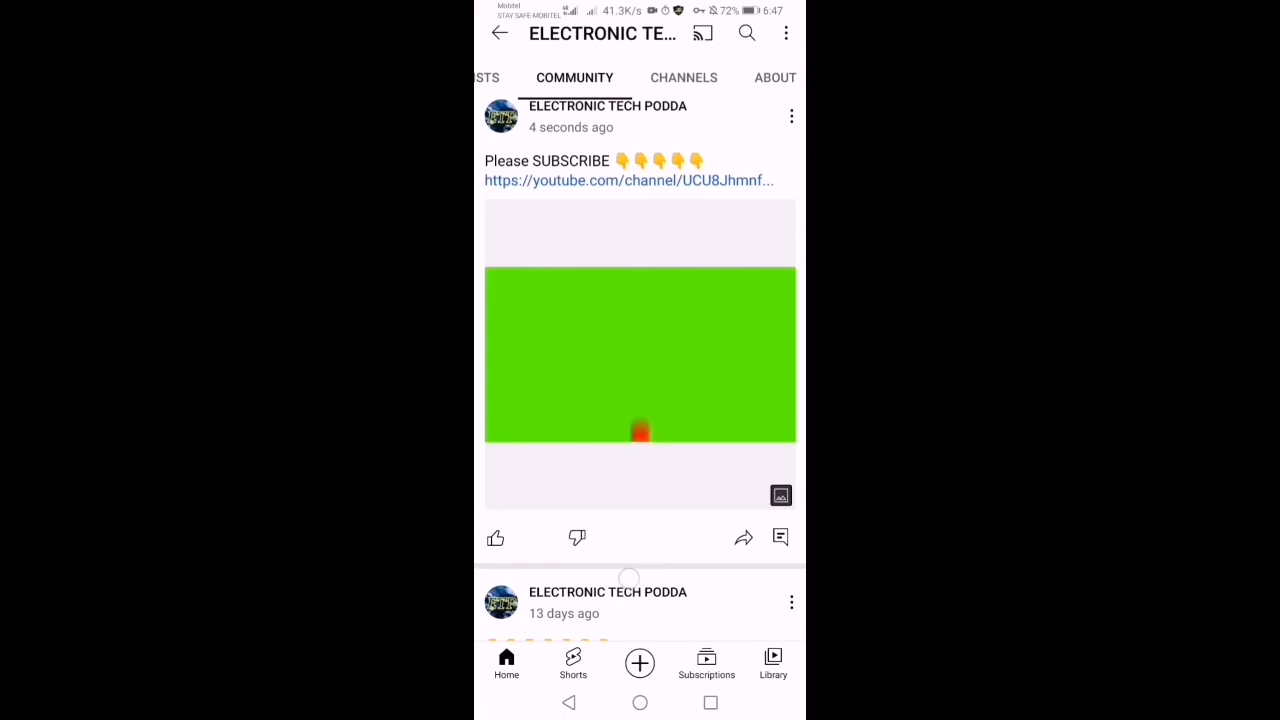 Mobitel
STAY SAFE-MOBITEL 41.3K/s 72% 6:47
ELECTRONIC TE...
STS COMMUNITY CHANNELS ABOUT
ELECTRONIC TECH PODDA
4 seconds ago
Please SUBSCRIBE 👇👇👇👇👇
https://youtube.com/channel/UCU8Jhmnf...
ELECTRONIC TECH PODDA
13 days ago
Home Shorts Subscriptions Library